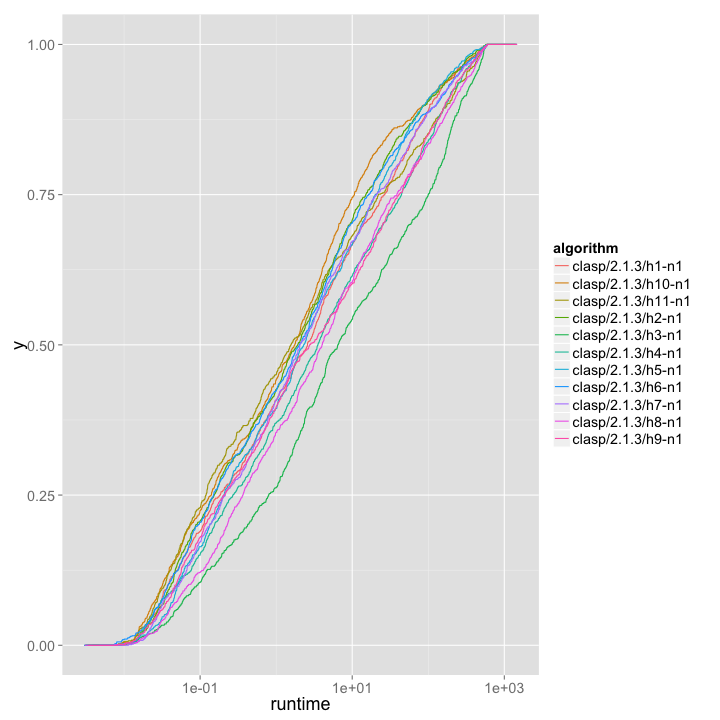 1.00
0.75
0.50
0.25
0.00
y
1e-01
1e+01
1e+03
runtime
algorithm
clasp/2.1.3/h1-n1
clasp/2.1.3/h10-n1
clasp/2.1.3/h11-n1
clasp/2.1.3/h2-n1
clasp/2.1.3/h3-n1
clasp/2.1.3/h4-n1
clasp/2.1.3/h5-n1
clasp/2.1.3/h6-n1
clasp/2.1.3/h7-n1
clasp/2.1.3/h8-n1
clasp/2.1.3/h9-n1